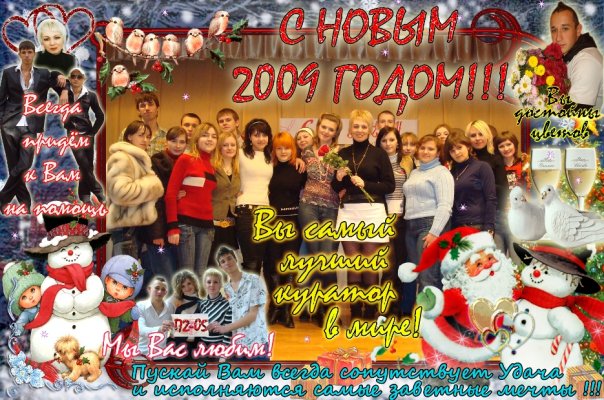 С НОВЫМ
2009 ГОДОМ!!!
Всегда
придём
к Вам
на помощь
Вы
достойны
цветов
Вы самый
лучший
куратор
в мире!
П2-05
Мы Вас любим!
Пускай Вам всегда сопутствует Удача
и исполняются самые заветные мечты !!!